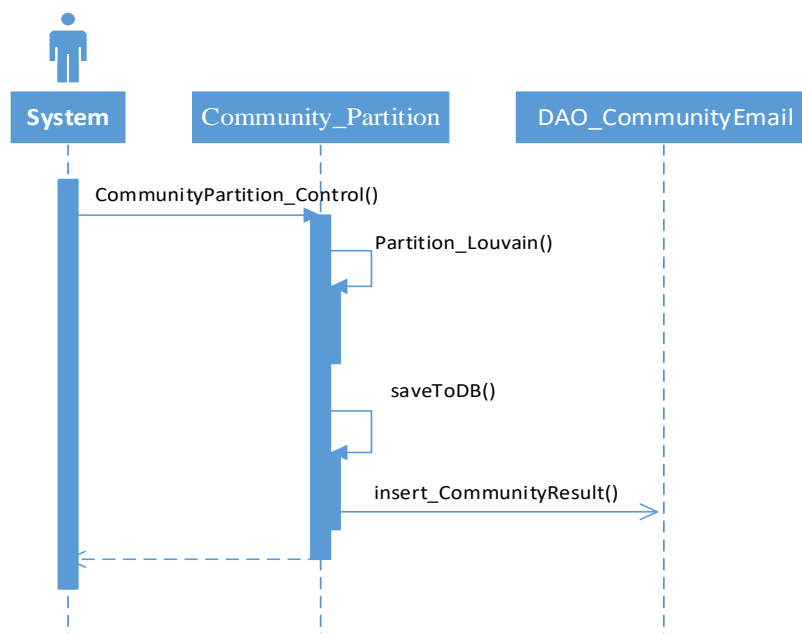 System
Community_Partition
DAO_CommunityEmail
CommunityPartition_Control()
Partition_Louvain()
saveToDB()
insert_CommunityResult()